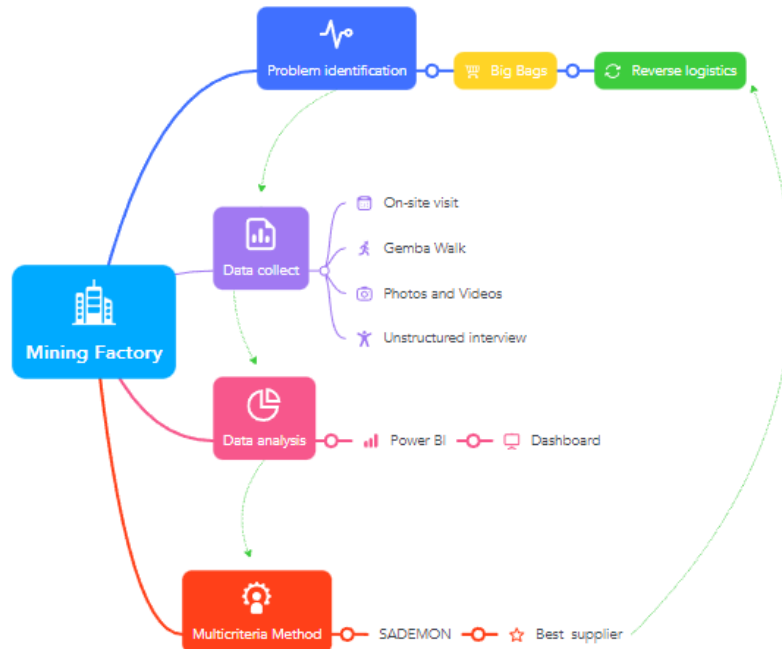 Problem identification
Big Bags
Reverse logistics
On-site visit
Gemba Walk
Data collect
Photos and Videos
Unstructured interview
Mining Factory
Data analysis
Power BI
Dashboard
Multicriteria Method
SADEMON
Best supplier